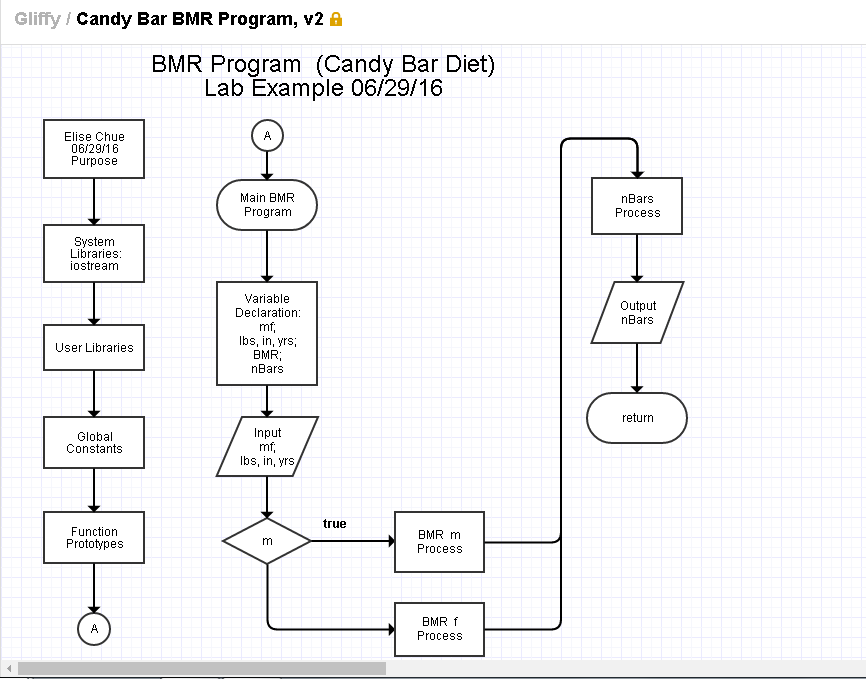 Gliffy / Candy Bar BMR Program, v2
BMR Program (Candy Bar Diet)
Lab Example 06/29/16
Elise Chue
06/29/16
Purpose
System
Libraries:
iostream
User Libraries
Global
Constants
Function
Prototypes
A
A
Main BMR
Program
Variable
Declaration:
mf;
lbs, in, yrs;
BMR;
nBars
Input
mf;
lbs, in, yrs
m
true
BMR m
Process
BMR f
Process
nBars
Process
Output
nBars
return